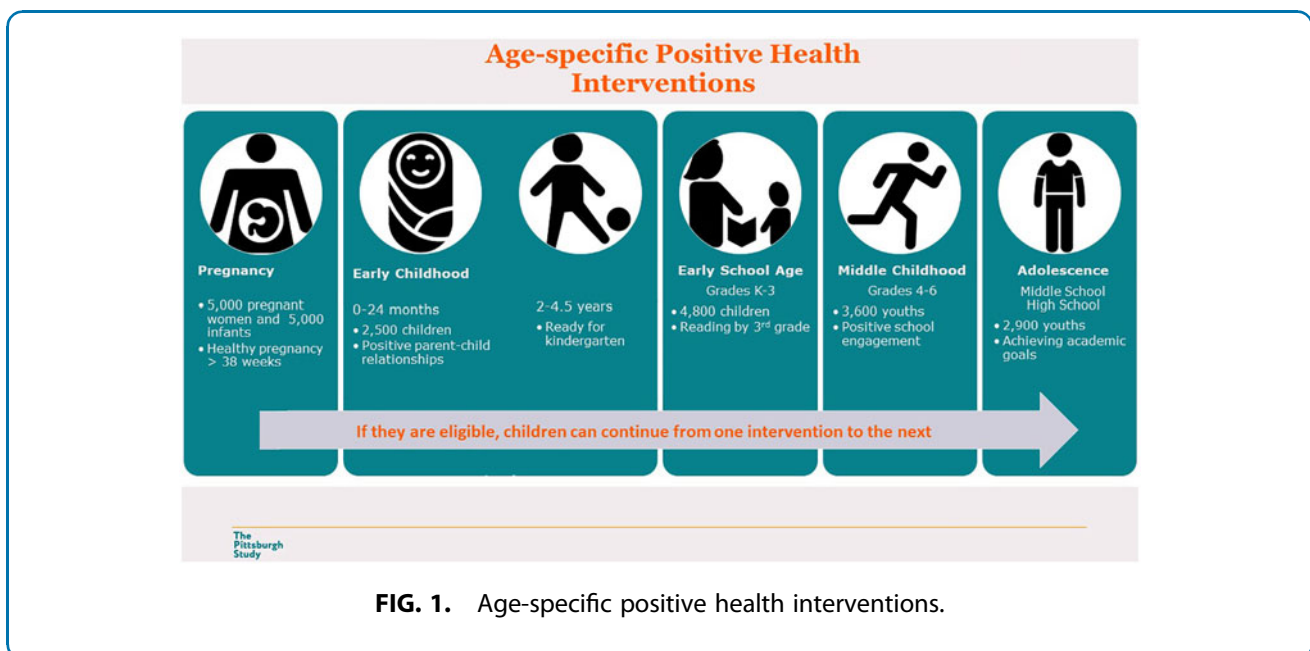 Age-specific Positive Health
Interventions
Pregnancy
• 5,000 pregnant
women and 5,000
infants
• Healthy pregnancy
> 38 weeks
Early Childhood
0-24 months
• 2,500 children
• Positive parent-child
relationships
2-4.5 years
• Ready for
kindergarten
Early School Age
Grades K-3
• 4,800 children
• Reading by 3rd grade
Middle Childhood
Grades 4-6
• 3,600 youths
• Positive school
engagement
Adolescence
Middle School
High School
• 2,900 youths
• Achieving academic
goals
If they are eligible, children can continue from one intervention to the next
The
Pittsburgh
Study
FIG. 1. Age-specific positive health interventions.